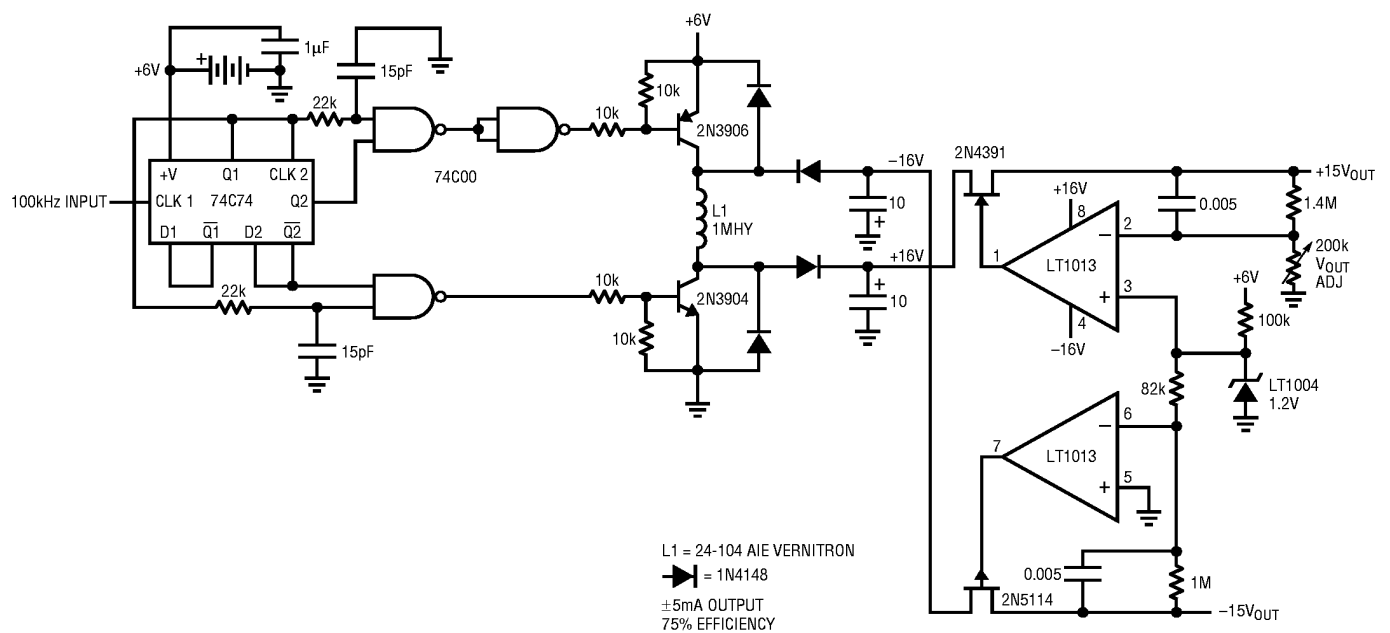 +6V
1µF
+6V
+
15pF
22k
10k
10k
2N3906
74C00
+V
Q1
CLK 2
100kHz INPUT
CLK 1
74C74
Q2
D1
Q1
D2
Q2
22k
15pF
L1
1MHY
10k
2N3904
10k
–16V
10
+
+16V
+
10
2N4391
+15VOUT
0.005
1.4M
+16V
8
2
–
1
LT1013
+
3
4
–16V
200k
VOUT
ADJ
+6V
100k
LT1004
1.2V
82k
6
–
7
LT1013
5
+
0.005
1M
2N5114
–15VOUT
L1 = 24-104 AIE VERNITRON
= 1N4148
±5mA OUTPUT
75% EFFICIENCY